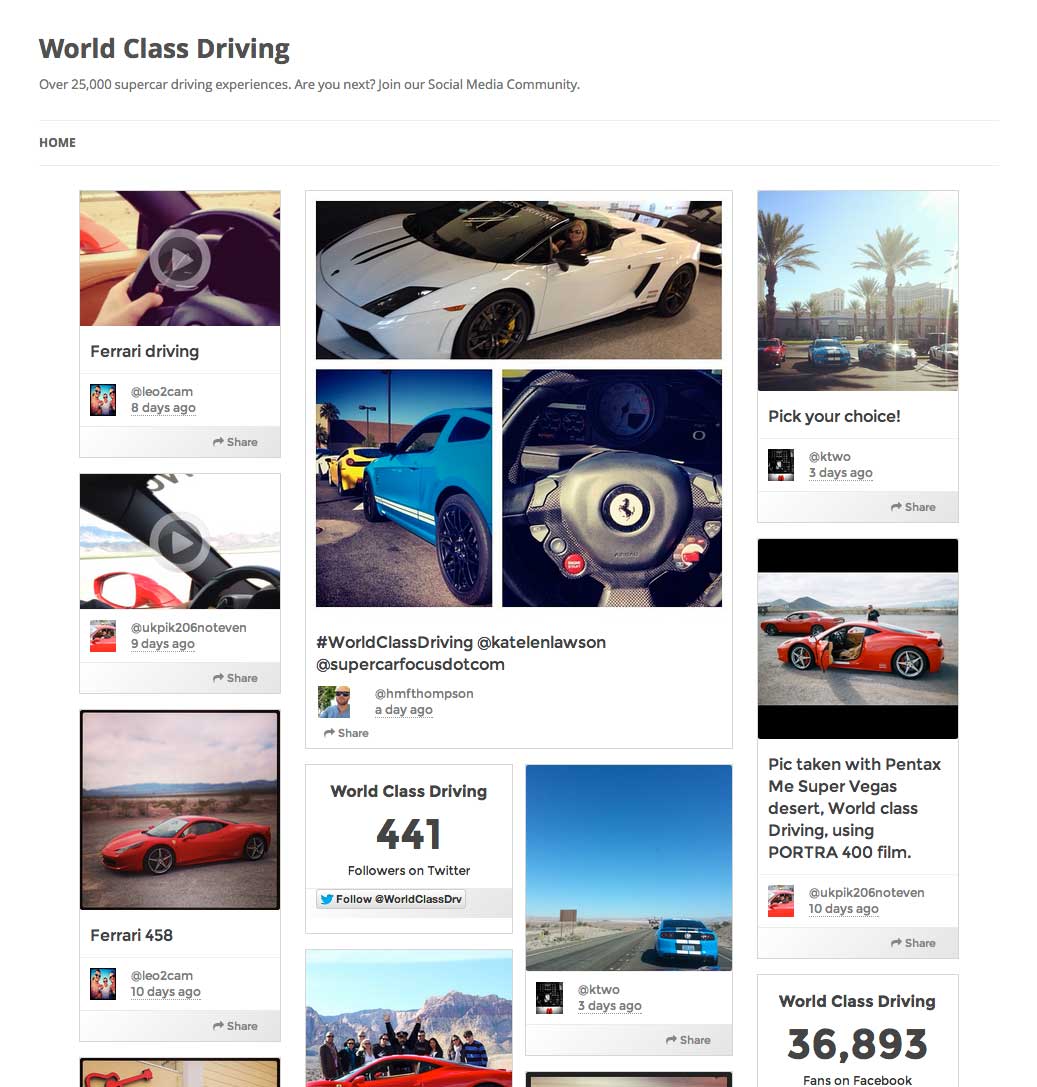 World Class Driving
Over 25,000 supercar driving experiences. Are you next? Join our Social Media Community.
HOME
Ferrari driving
@leo2cam
8 days ago
Share
@ukpik206noteven
9 days ago
Share
Ferrari 458
@leo2cam
10 days ago
Share
#WorldClassDriving @katelenlawson
@supercarfocusdotcom
@hmfthompson
a day ago
Share
World Class Driving
441
Followers on Twitter
Follow @WorldClassDrv
@ktwo
3 days ago
Share
Pick your choice!
@ktwo
3 days ago
Share
Pic taken with Pentax
Me Super Vegas
desert, World class
Driving, using
PORTRA 400 film.
@ukpik206noteven
10 days ago
Share
World Class Driving
36,893
Fans on Facebook